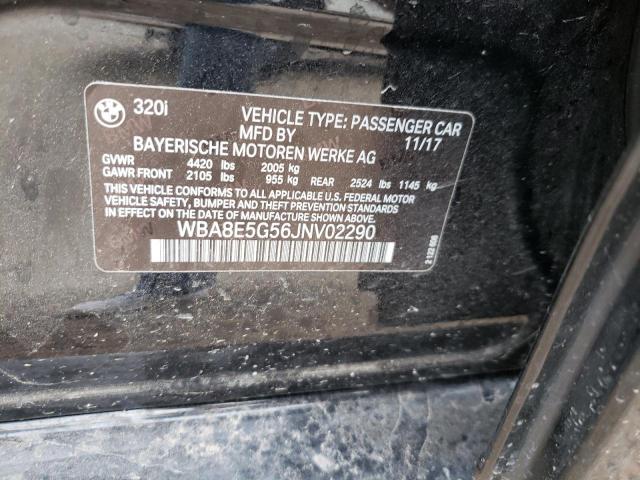 320i
VEHICLE TYPE: PASSENGER CAR
MFD BY 11/17
BAYERISCHE MOTOREN WERKE AG
GVWR 4420 lbs 2005 kg
GAWR FRONT 2105 lbs 955 kg REAR 2524 lbs 1145 kg
THIS VEHICLE CONFORMS TO ALL APPLICABLE U.S. FEDERAL MOTOR
VEHICLE SAFETY, BUMPER AND THEFT PREVENTION STANDARDS
IN EFFECT ON THE DATE OF MANUFACTURE SHOWN ABOVE.
WBA8E5G56JNV02290